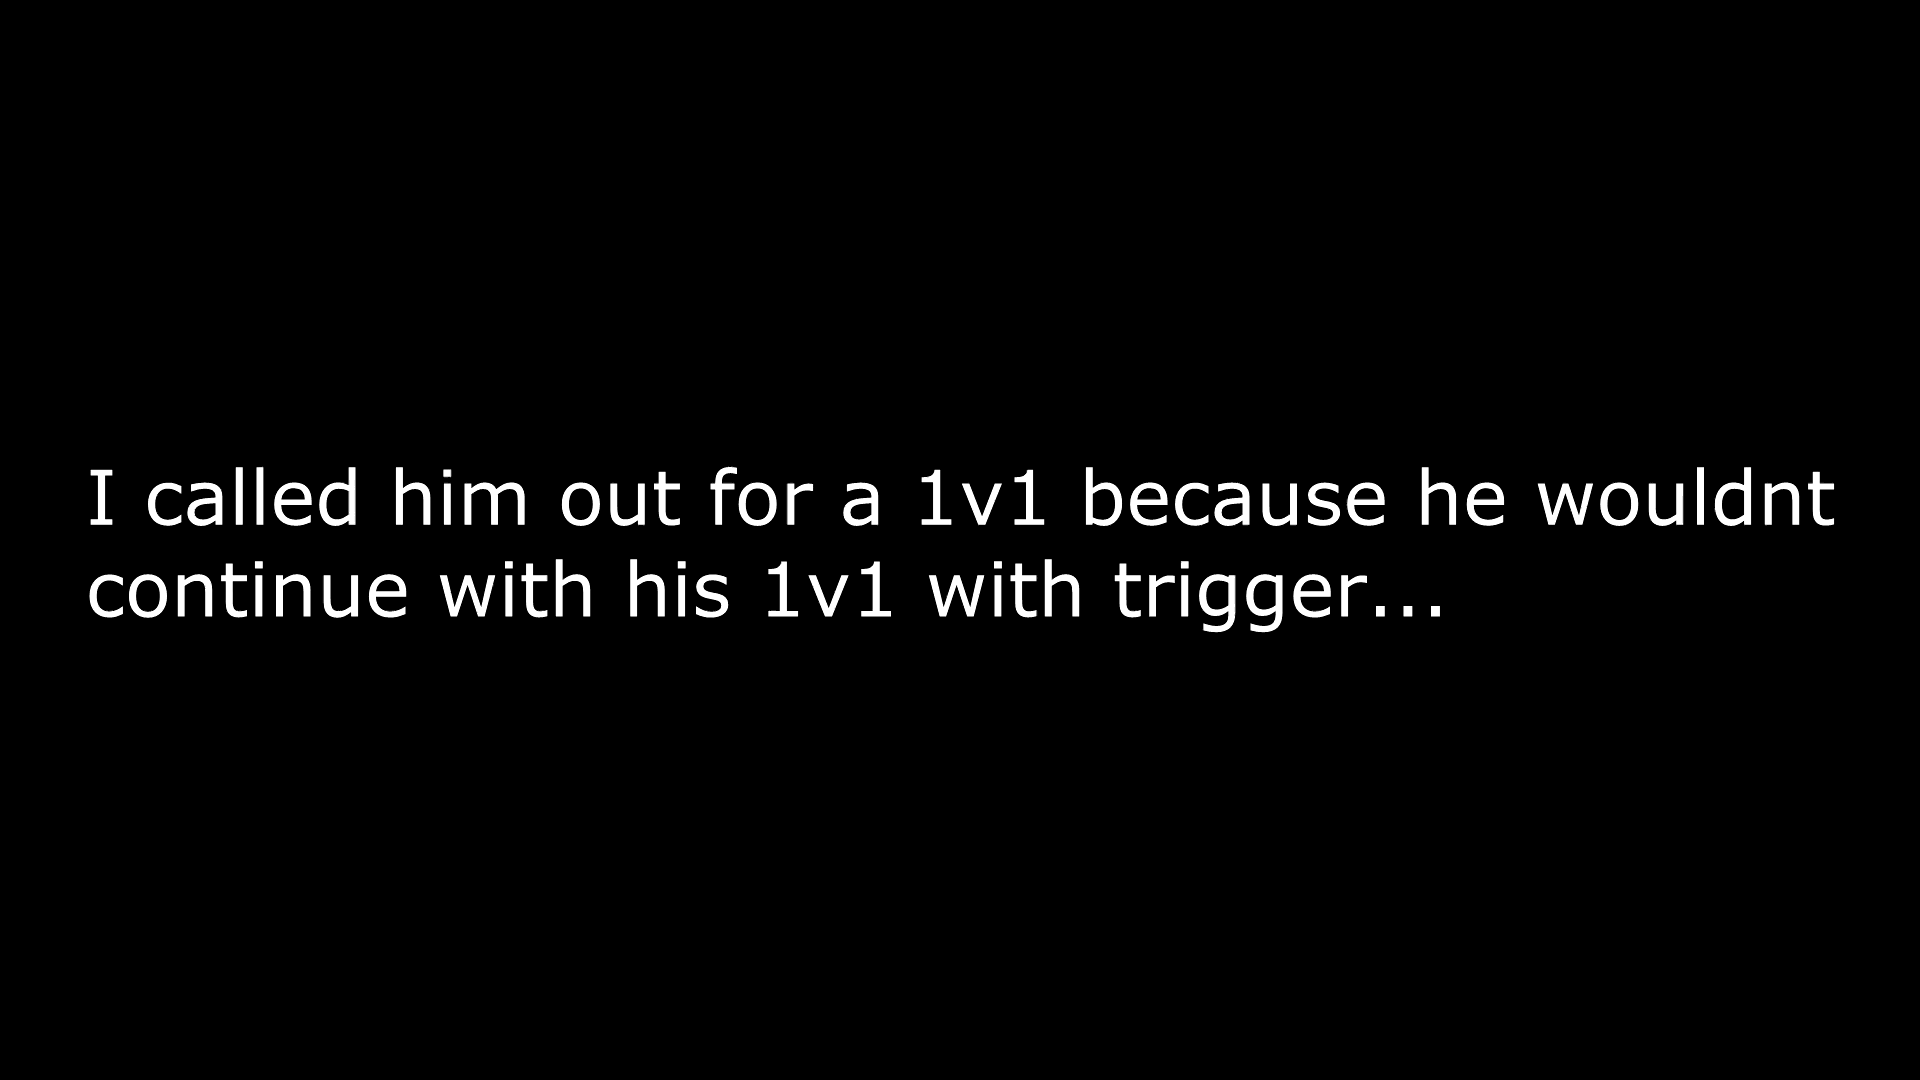 I called him out for a 1v1 because he wouldnt
continue with his 1v1 with trigger...